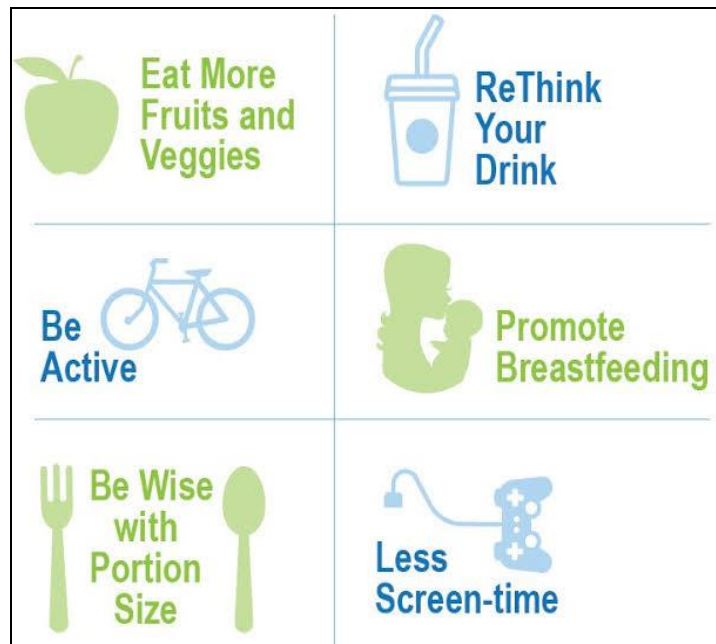 Eat More
Fruits and
Veggies
ReThink
Your
Drink
Be
Active
Promote
Breastfeeding
Be Wise
with
Portion
Size
Less
Screen-time